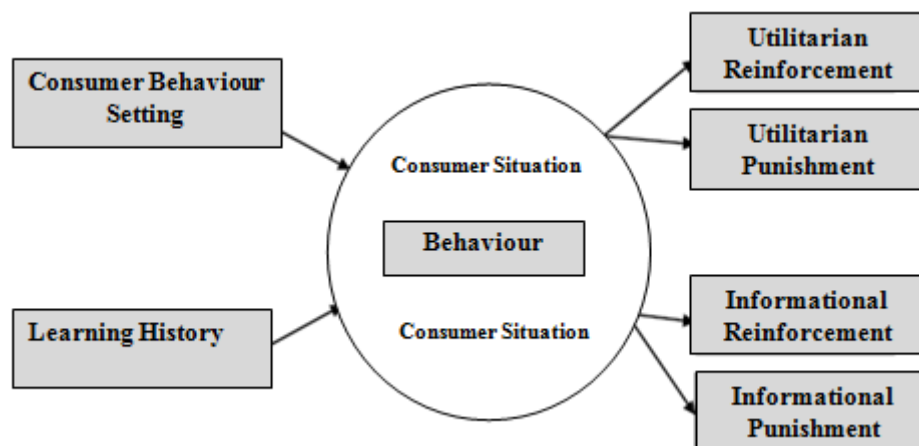 Consumer Behaviour
Setting
Learning History
Consumer Situation
Behaviour
Consumer Situation
Utilitarian
Reinforcement
Utilitarian
Punishment
Informational
Reinforcement
Informational
Punishment